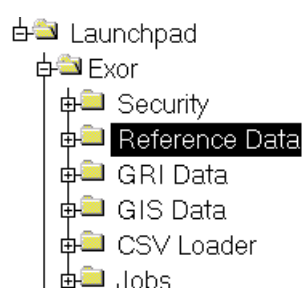 Launchpad
Exor
Security
Reference Data
GRI Data
GIS Data
CSV Loader
Jobs